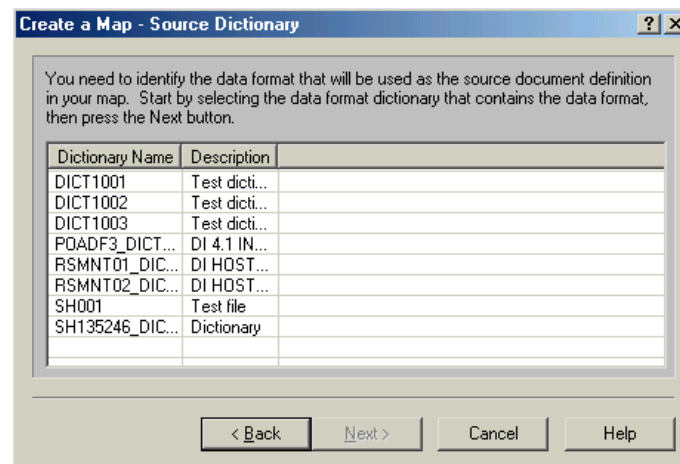 Create a Map - Source Dictionary
You need to identify the data format that will be used as the source document definition
in your map. Start by selecting the data format dictionary that contains the data format,
then press the Next button.
Dictionary Name Description
DICT1001 Test dicti...
DICT1002 Test dicti...
DICT1003 Test dicti...
POADF3_DICT... DI 4.1 IN...
RSMNT01_DIC... DI HOST...
RSMNT02_DIC... DI HOST...
SH001 Test file
SH135246_DIC... Dictionary
< Back Next > Cancel Help